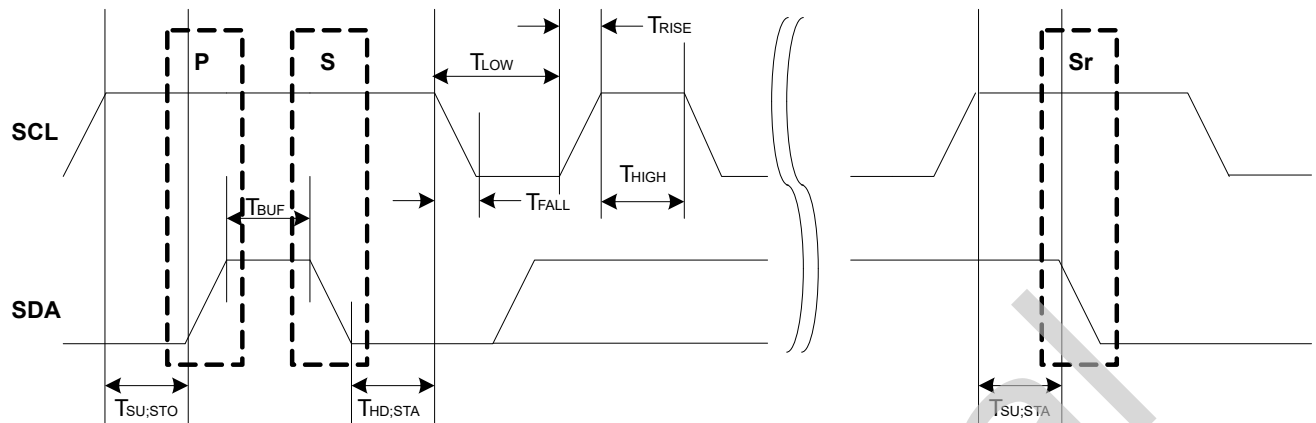 TRISE
P
S
TLOW
Sr
SCL
THIGH
TBUF
TFALL
SDA
TSU;STO
THD;STA
TSU;STA